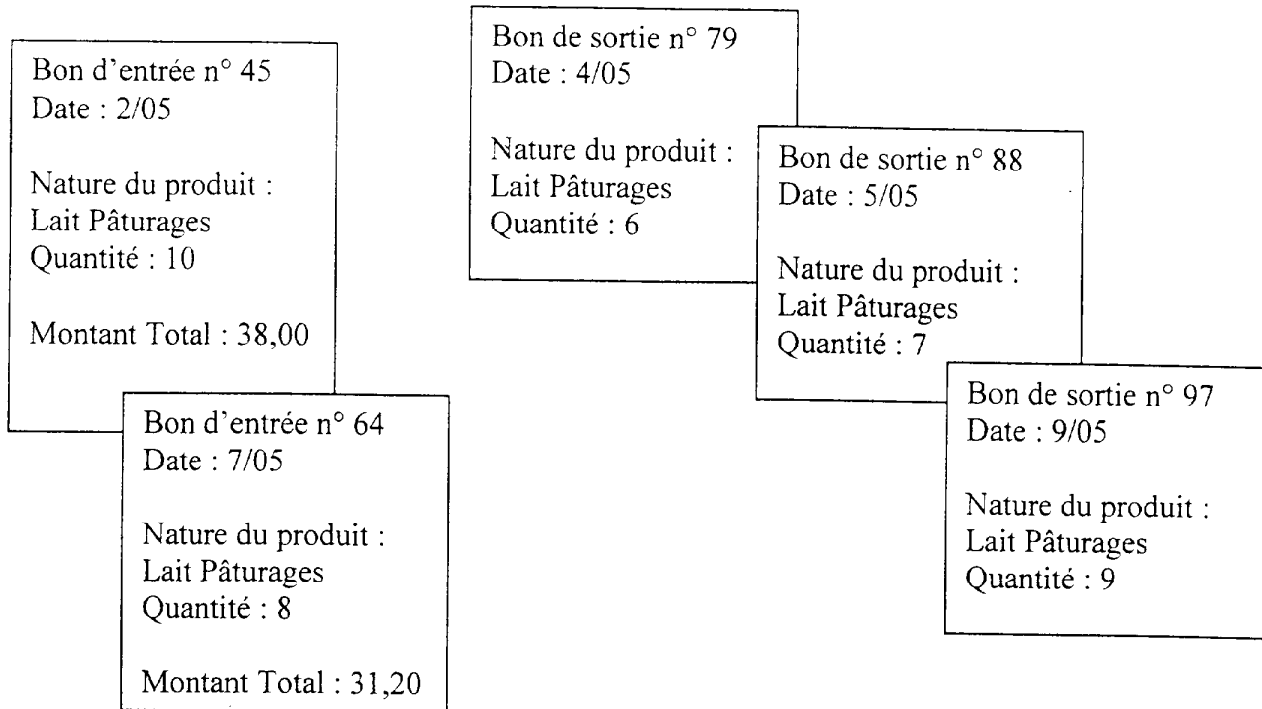 Bon d'entrée n° 45
Date : 2/05
Nature du produit :
Lait Pâturages
Quantité : 10
Montant Total : 38,00
Bon d'entrée n° 64
Date : 7/05
Nature du produit :
Lait Pâturages
Quantité : 8
Montant Total : 31,20
Bon de sortie n° 79
Date : 4/05
Nature du produit :
Lait Pâturages
Quantité : 6
Bon de sortie n° 88
Date : 5/05
Nature du produit :
Lait Pâturages
Quantité : 7
Bon de sortie n° 97
Date : 9/05
Nature du produit :
Lait Pâturages
Quantité : 9